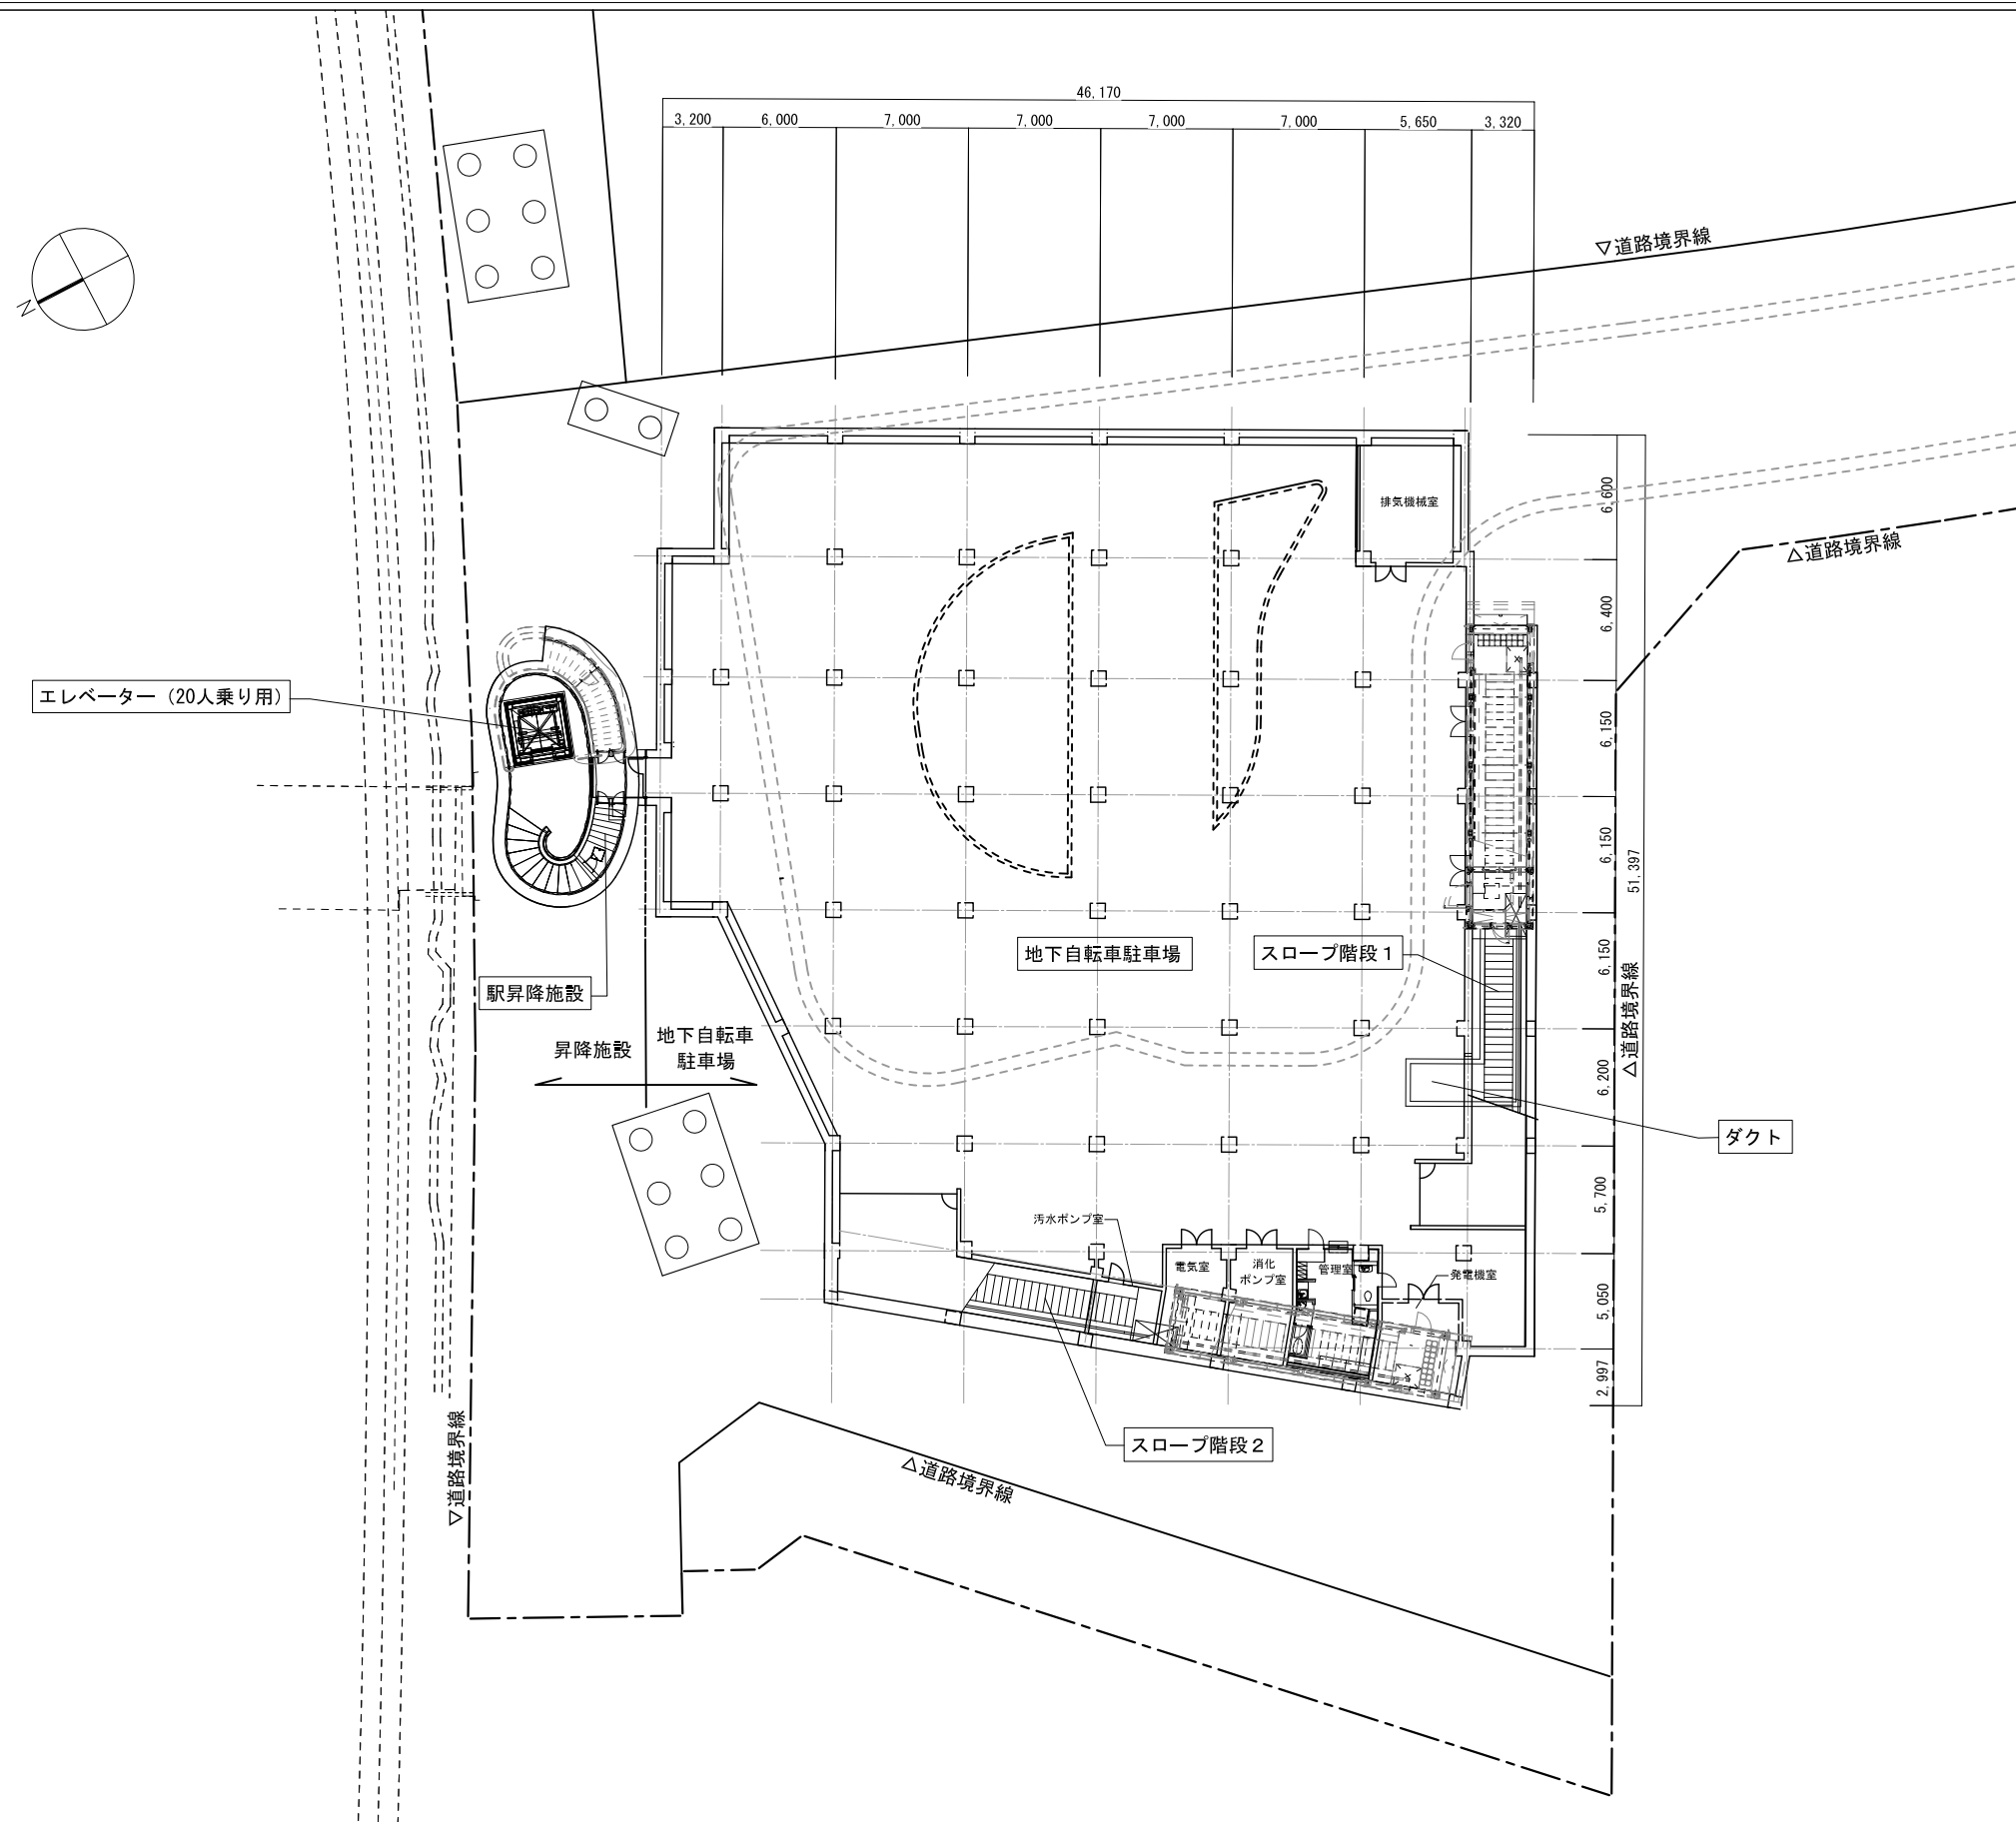 46,170
3,200
6,000
7,000
7,000
7,000
7,000
5,650
3,320
▽道路境界線
N
排気機械室
6,600
△道路境界線
6,400
エレベーター（20人乗り用）
6,150
6,150
51,397
地下自転車駐車場
スロープ階段１
6,150
△道路境界線
駅昇降施設
昇降施設
地下自転車
駐車場
6,200
ダクト
5,700
汚水ポンプ室
電気室
消化
ポンプ室
管理室
発電機室
5,050
2,997
▽道路境界線
スロープ階段２
△道路境界線